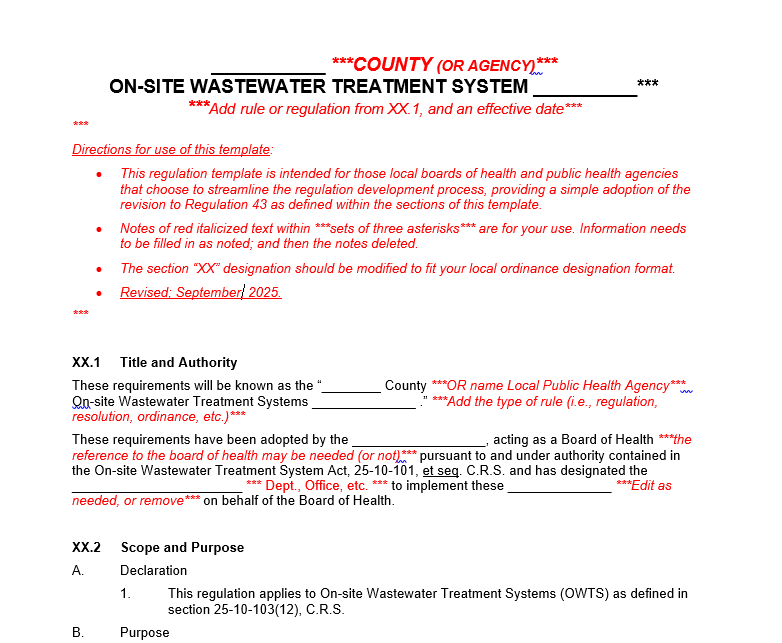 ________________ ***COUNTY (OR AGENCY)***
ON-SITE WASTEWATER TREATMENT SYSTEM __________***
***Add rule or regulation from XX.1, and an effective date***
***
Directions for use of this template:
• This regulation template is intended for those local boards of health and public health agencies
that choose to streamline the regulation development process, providing a simple adoption of the
revision to Regulation 43 as defined within the sections of this template.
• Notes of red italicized text within ***sets of three asterisks*** are for your use. Information needs
to be filled in as noted; and then the notes deleted.
• The section “XX” designation should be modified to fit your local ordinance designation format.
• Revised; September 2025.
***
XX.1 Title and Authority
These requirements will be known as the “________ County ***OR name Local Public Health Agency***
On-site Wastewater Treatment Systems ______________ .” ***Add the type of rule (i.e., regulation,
resolution, ordinance, etc.)***
These requirements have been adopted by the __________________, acting as a Board of Health ***the
reference to the board of health may be needed (or not)*** pursuant to and under authority contained in
the On-site Wastewater Treatment System Act, 25-10-101, et seq. C.R.S. and has designated the
_______________________ *** Dept., Office, etc. *** to implement these ______________ ***Edit as
needed, or remove*** on behalf of the Board of Health.
XX.2 Scope and Purpose
A. Declaration
1. This regulation applies to On-site Wastewater Treatment Systems (OWTS) as defined in
section 25-10-103(12), C.R.S.
B. Purpose